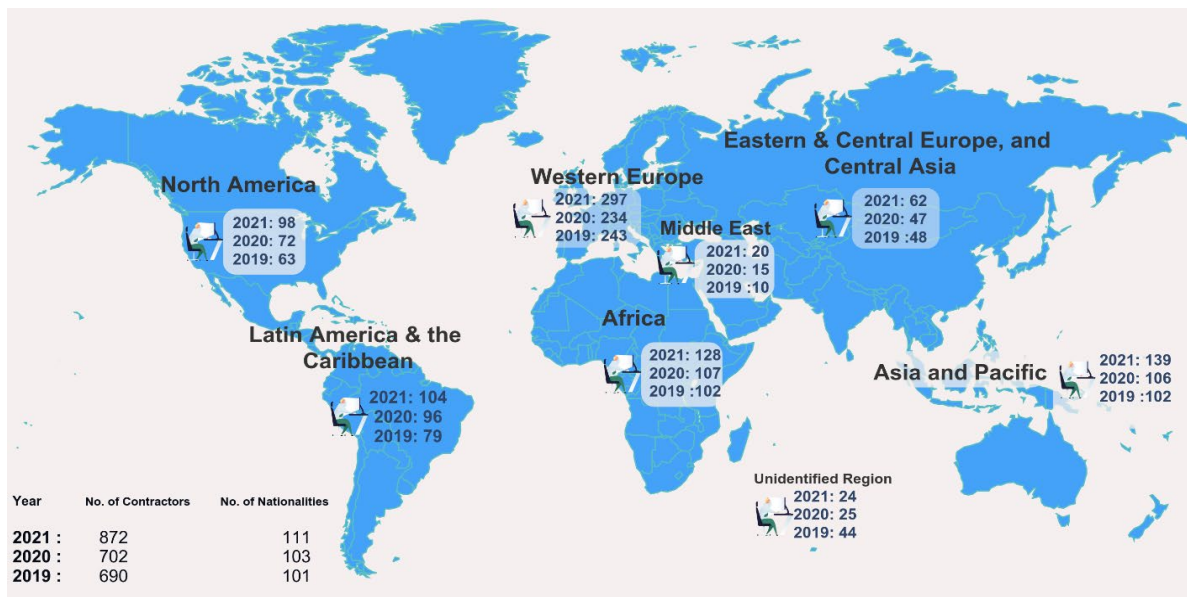 Eastern & Central Europe, and
Central Asia
2021: 62
2020: 47
2019 :48
North America
2021: 98
2020: 72
2019: 63
Western Europe
2021: 297
2020: 234
2019: 243
Middle East
2021: 20
2020: 15
2019 :10
Latin America & the
Caribbean
2021: 104
2020: 96
2019: 79
Africa
2021: 128
2020: 107
2019 :102
Asia and Pacific
2021: 139
2020: 106
2019 :102
Unidentified Region
2021: 24
2020: 25
2019: 44
Year No. of Contractors No. of Nationalities
2021 : 872 111
2020 : 702 103
2019 : 690 101